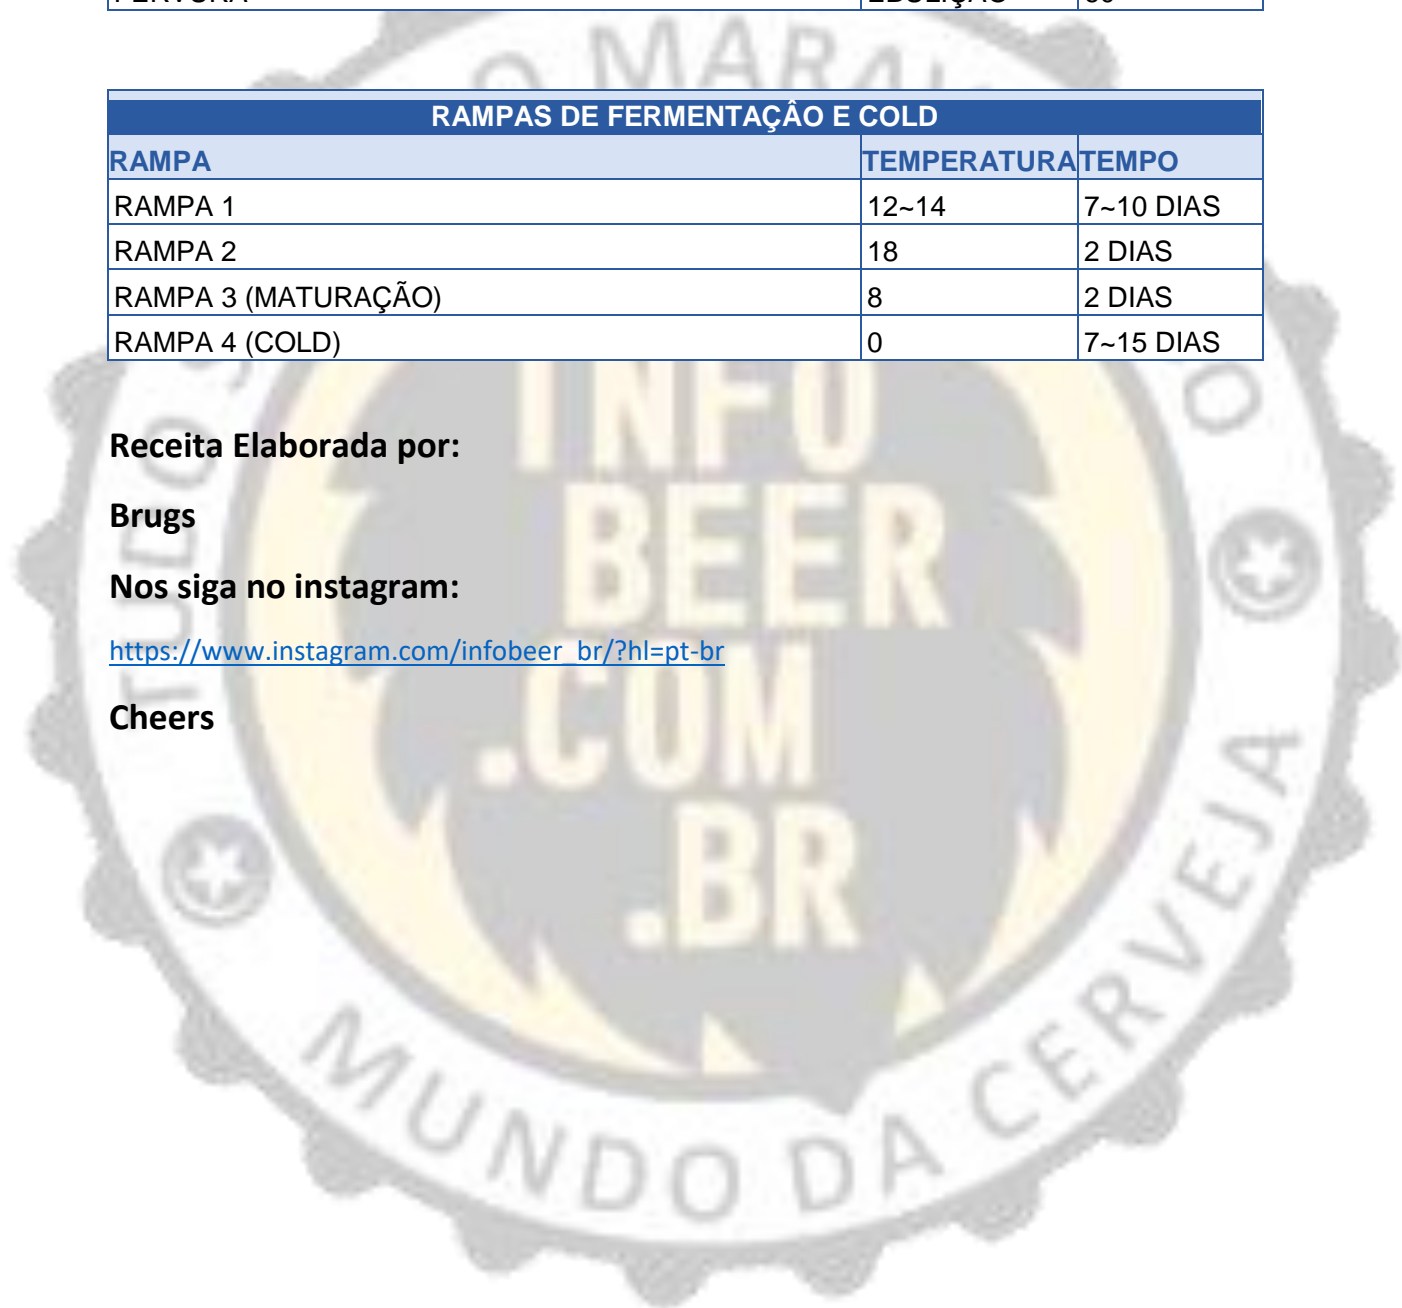 RAMPAS DE FERMENTAÇÂO E COLD
RAMPA TEMPERATURA TEMPO
RAMPA 1 12~14 7~10 DIAS
RAMPA 2 18 2 DIAS
RAMPA 3 (MATURAÇÃO) 8 2 DIAS
RAMPA 4 (COLD) 0 7~15 DIAS
Receita Elaborada por:
Brugs
Nos siga no instagram:
https://www.instagram.com/infobeer_br/?hl=pt-br
Cheers
INFO
BEER
.COM
.BR
TUDO
MUNDO DA CERVEJA